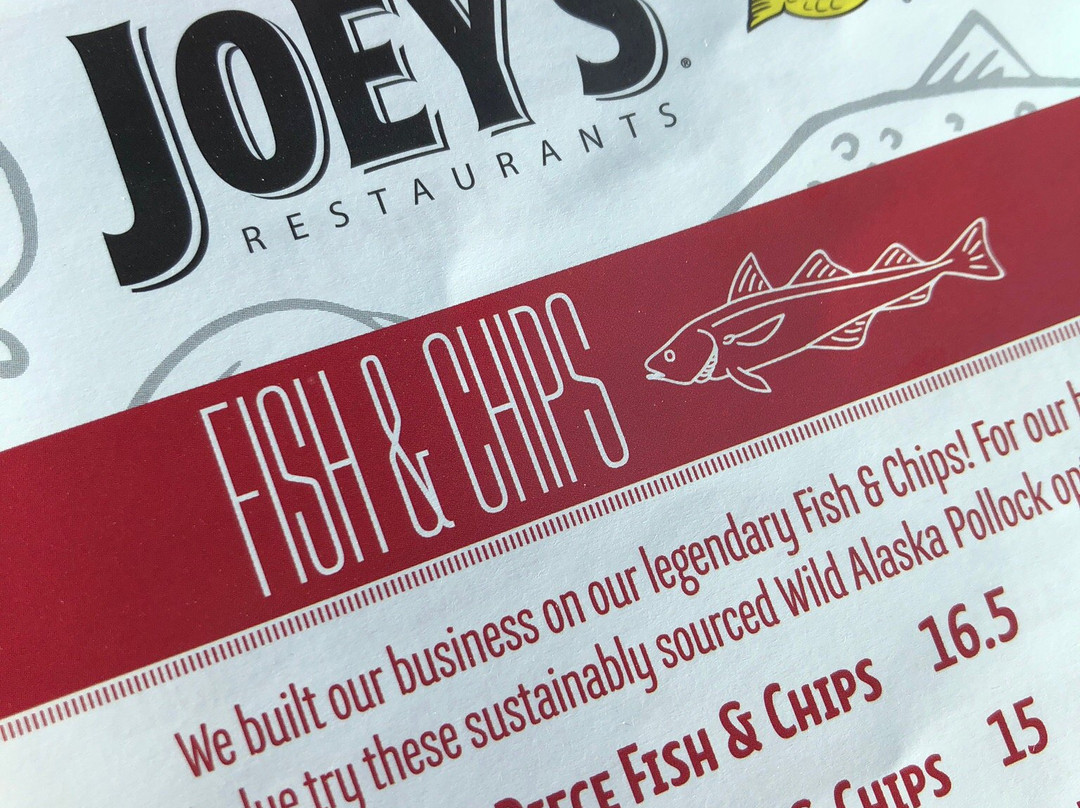 JOEY'S
RESTAURANTS
FISH & CHIPS
We built our business on our legendary Fish & Chips! For our
try these sustainably sourced Wild Alaska Pollock
FISH & CHIPS 16.5
CHIPS 15